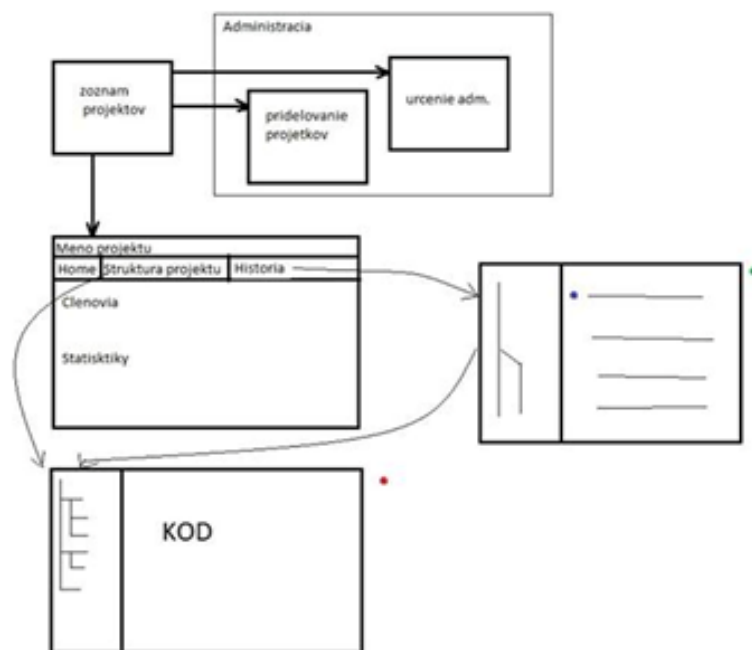 Administracia
zoznam
projektov
urcenie adm.
pridelovanie
projetkov
Meno projektu
Home Struktura projektu Historia
Clenovia
Statisktiky
KOD